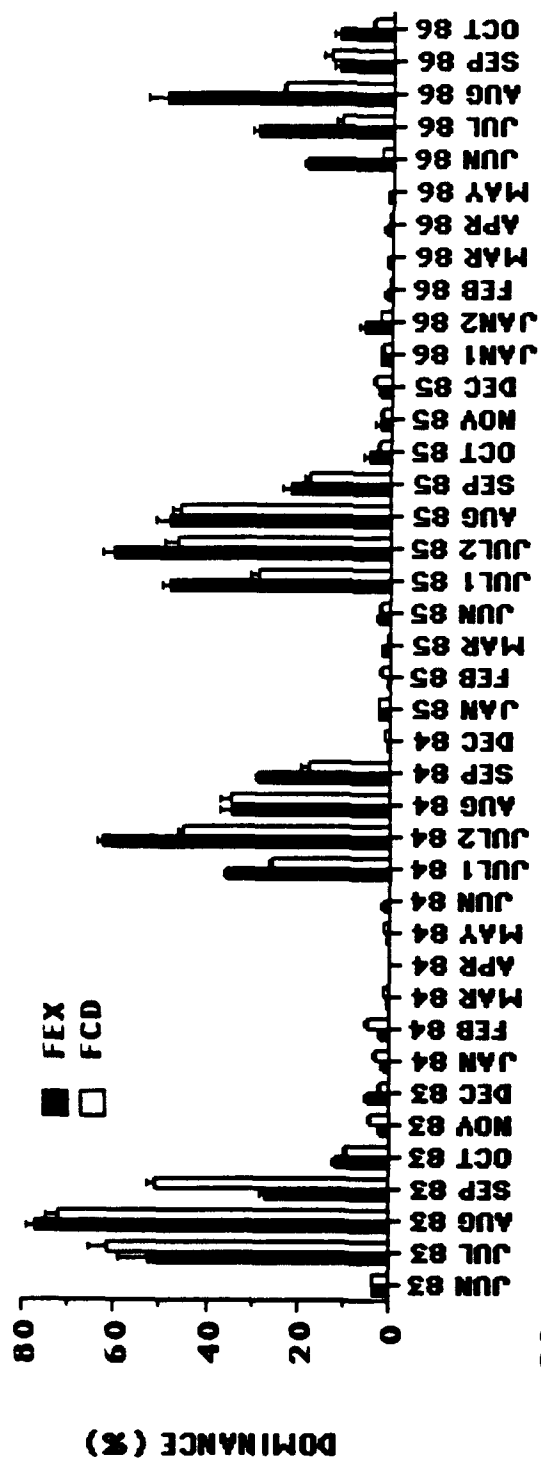 DOMINANCE (%)
80
60
40
20
0
FEX
FCD
JUN 83
JUL 83
AUG 83
SEP 83
OCT 83
NOV 83
DEC 83
JAN 84
FEB 84
MAR 84
APR 84
MAY 84
JUN 84
JUL1 84
JUL2 84
AUG 84
SEP 84
DEC 84
JAN 85
FEB 85
MAR 85
JUN 85
JUL1 85
JUL2 85
AUG 85
SEP 85
OCT 85
NOV 85
DEC 85
JAN1 86
JAN2 86
FEB 86
MAR 86
APR 86
MAY 86
JUN 86
JUL 86
AUG 86
SEP 86
OCT 86